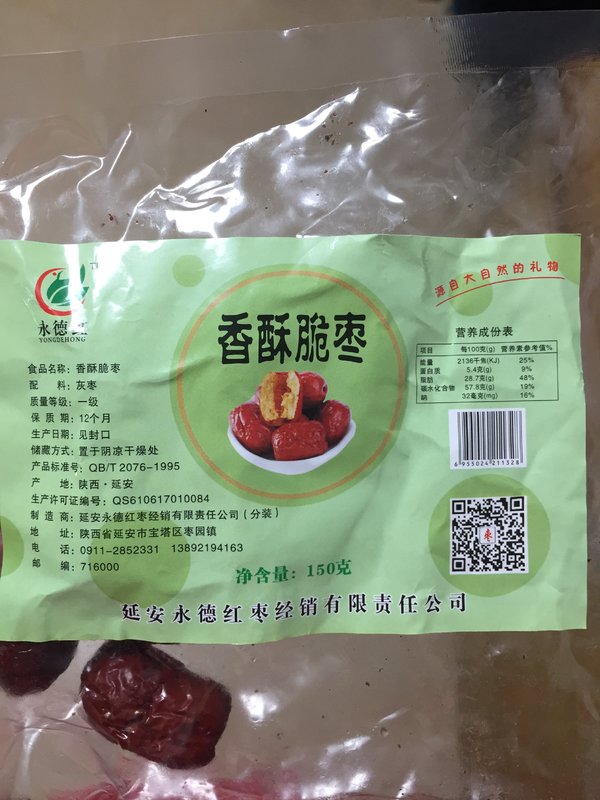 TM
永德红
YONGDEHONG
香酥脆枣
源自大自然的礼物
食品名称: 香酥脆枣
配 料: 灰枣
质量等级: 一级
保 质 期: 12个月
生产日期: 见封口
储藏方式: 置于阴凉干燥处
产品标准号: QB/T 2076-1995
产 地: 陕西·延安
生产许可证编号: QS610617010084
制 造 商: 延安永德红枣经销有限责任公司(分装)
地 址: 陕西省延安市宝塔区枣园镇
电 话: 0911-2852331 13892194163
邮 编: 716000
营养成份表
项目 每100克(g) 营养素参考值%
能量 2136千焦(KJ) 25%
蛋白质 5.4克(g) 9%
脂肪 28.7克(g) 48%
碳水化合物 57.8克(g) 19%
钠 32毫克(mg) 16%
6 955024 211328
枣
净含量: 150克
延安永德红枣经销有限责任公司